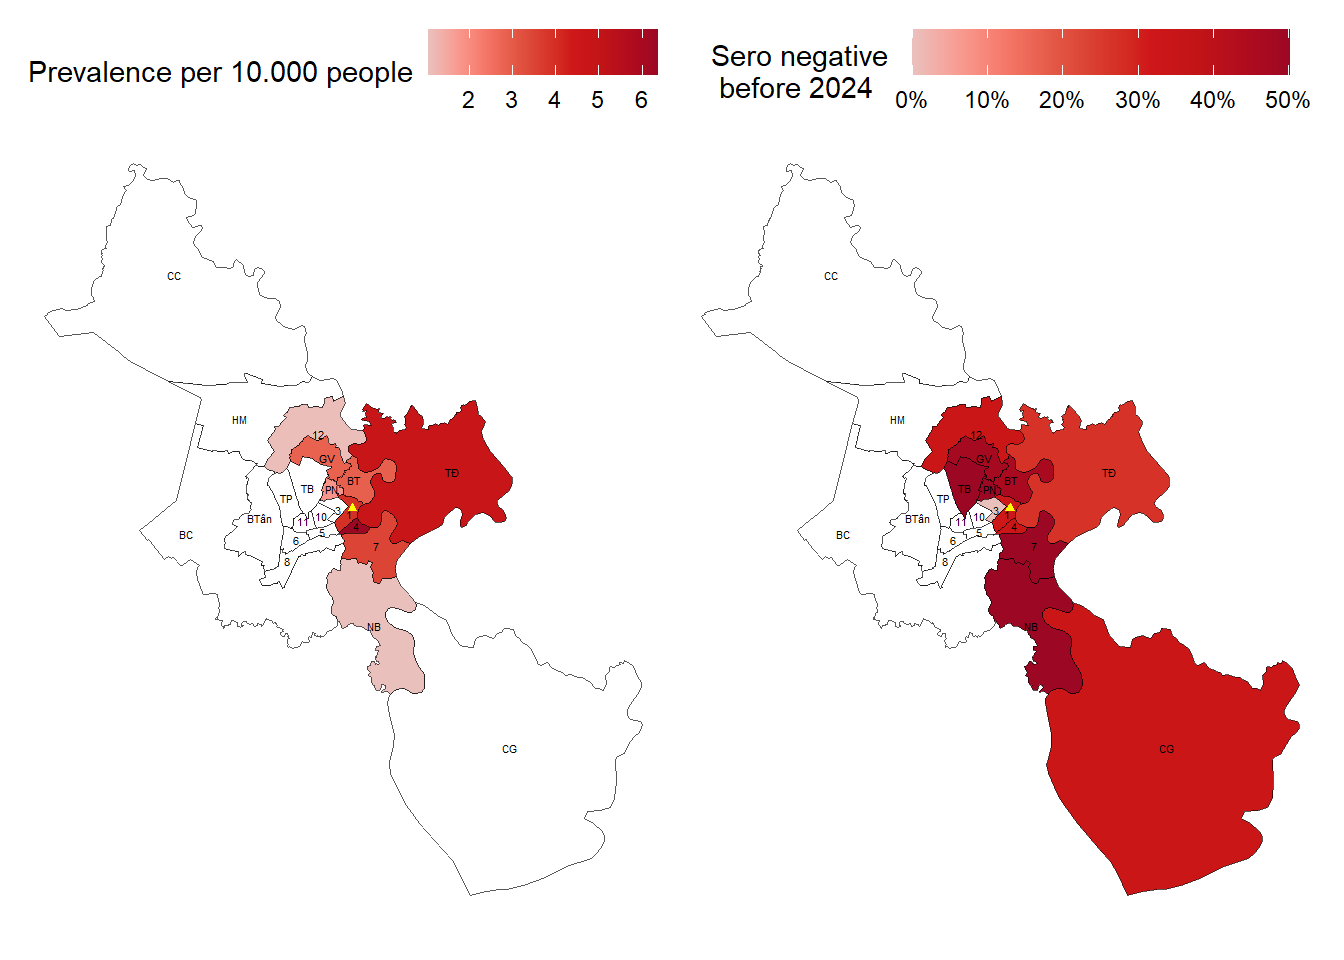 Prevalence per 10.000 people
2 3 4 5 6
Sero negative
before 2024
0% 10% 20% 30% 40% 50%
CC
HM
12
GV
TĐ
BT
TB
PN
TP
3
1
BTân
11
10
4
BC
5
6
7
8
NB
CG
CC
HM
12
GV
TĐ
BT
TB
PN
TP
3
1
BTân
11
10
4
BC
5
6
7
8
NB
CG